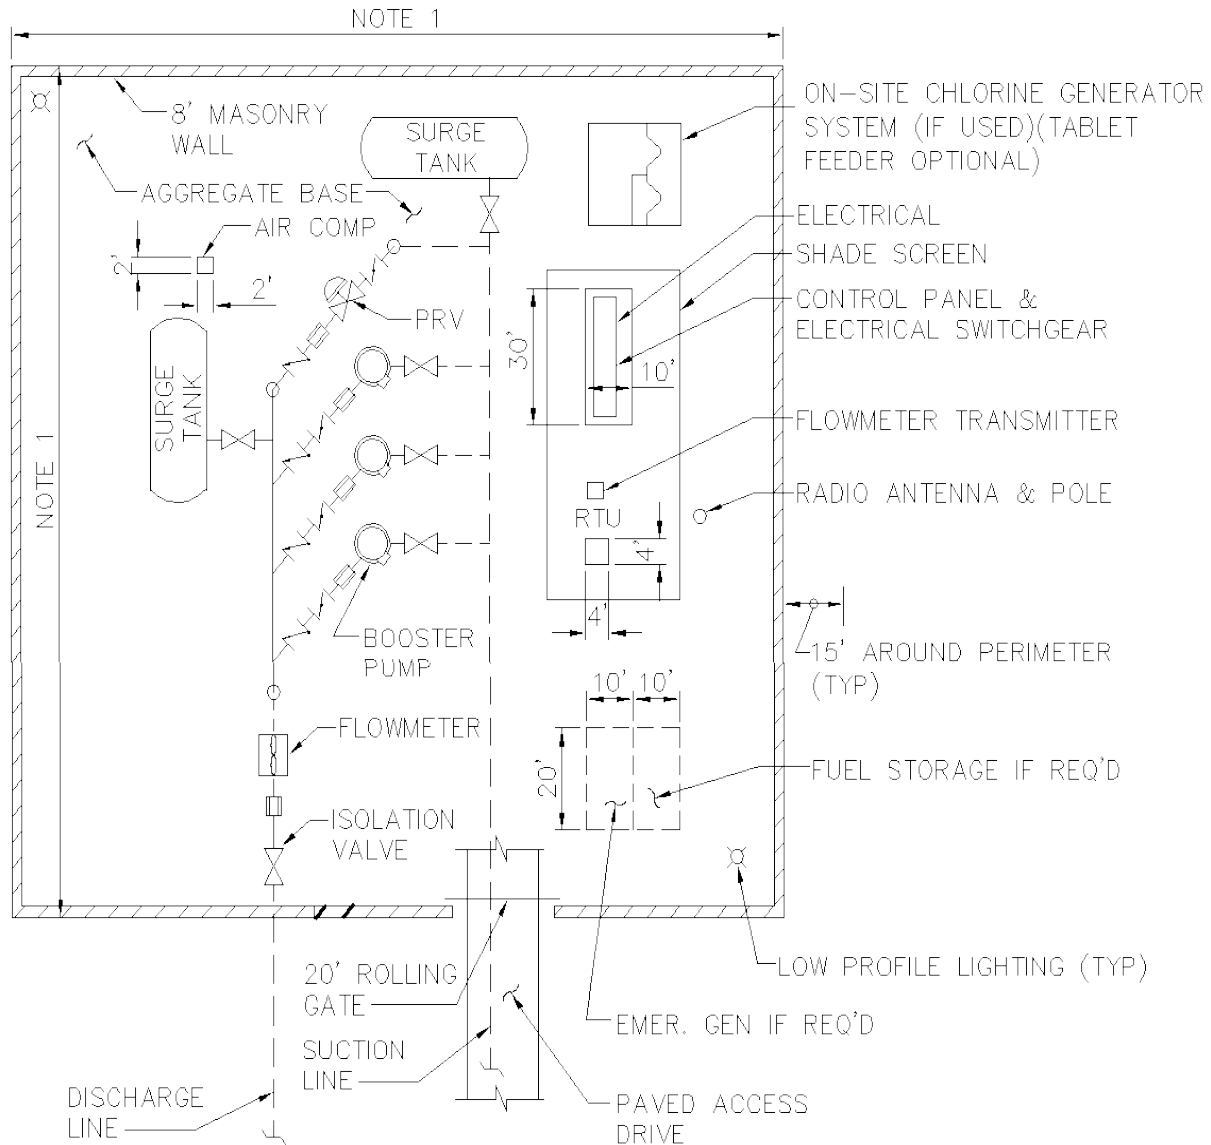 NOTE 1
8' MASONRY
WALL
SURGE
TANK
ON-SITE CHLORINE GENERATOR
SYSTEM (IF USED)(TABLET
FEEDER OPTIONAL)
AGGREGATE BASE
AIR COMP
ELECTRICAL
SHADE SCREEN
2'
2'
PRV
CONTROL PANEL &
ELECTRICAL SWITCHGEAR
30'
10'
SURGE
TANK
NOTE 1
FLOWMETER TRANSMITTER
RADIO ANTENNA & POLE
RTU
4'
4'
BOOSTER
PUMP
15' AROUND PERIMETER
(TYP)
10'
10'
FLOWMETER
20'
FUEL STORAGE IF REQ'D
ISOLATION
VALVE
20' ROLLING
GATE
LOW PROFILE LIGHTING (TYP)
EMER. GEN IF REQ'D
SUCTION
LINE
DISCHARGE
LINE
PAVED ACCESS
DRIVE